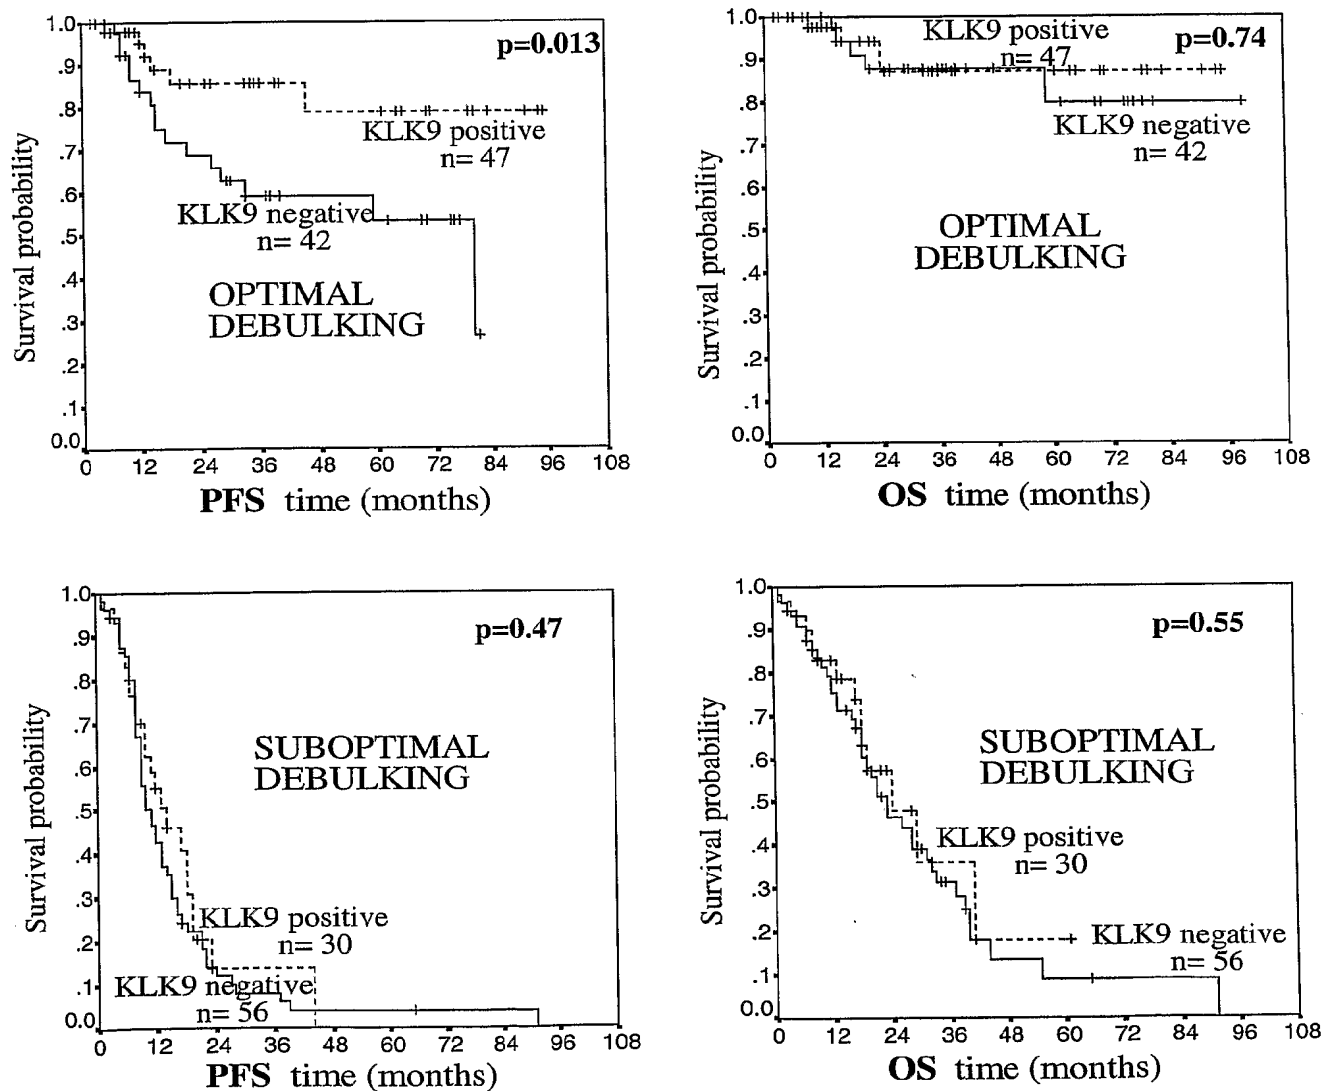 1.0
.9
.8
.7
.6
.5
.4
.3
.2
.1
0.0
Survival probability
p=0.013
KLK9 positive
n= 47
KLK9 negative
n= 42
OPTIMAL
DEBULKING
0 12 24 36 48 60 72 84 96 108
PFS time (months)
1.0
.9
.8
.7
.6
.5
.4
.3
.2
.1
0.0
Survival probability
KLK9 positive
n= 47
p=0.74
KLK9 negative
n= 42
OPTIMAL
DEBULKING
0 12 24 36 48 60 72 84 96 108
OS time (months)
1.0
.9
.8
.7
.6
.5
.4
.3
.2
.1
0.0
Survival probability
p=0.47
SUBOPTIMAL
DEBULKING
KLK9 positive
n= 30
KLK9 negative
n= 56
0 12 24 36 48 60 72 84 96 108
PFS time (months)
1.0
.9
.8
.7
.6
.5
.4
.3
.2
.1
0.0
Survival probability
p=0.55
SUBOPTIMAL
DEBULKING
KLK9 positive
n= 30
KLK9 negative
n= 56
0 12 24 36 48 60 72 84 96 108
OS time (months)